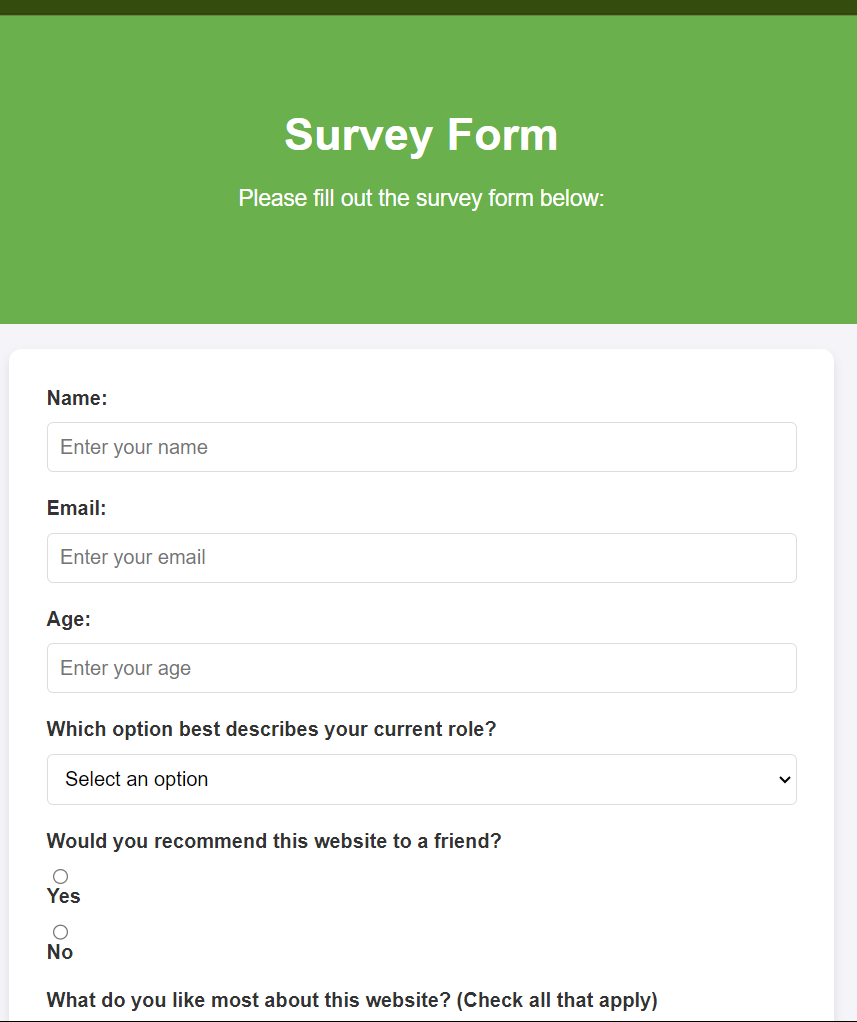 Survey Form
Please fill out the survey form below:
Name:
Enter your name
Email:
Enter your email
Age:
Enter your age
Which option best describes your current role?
Select an option
Would you recommend this website to a friend?
Yes
No
What do you like most about this website? (Check all that apply)